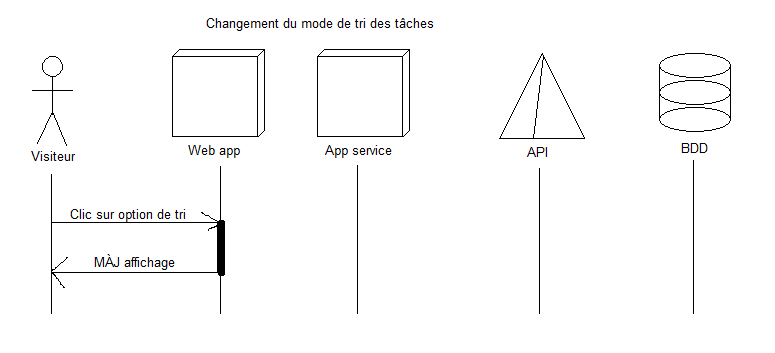 Changement du mode de tri des tâches
Visiteur
Web app
App service
API
BDD
Clic sur option de tri
MÀJ affichage